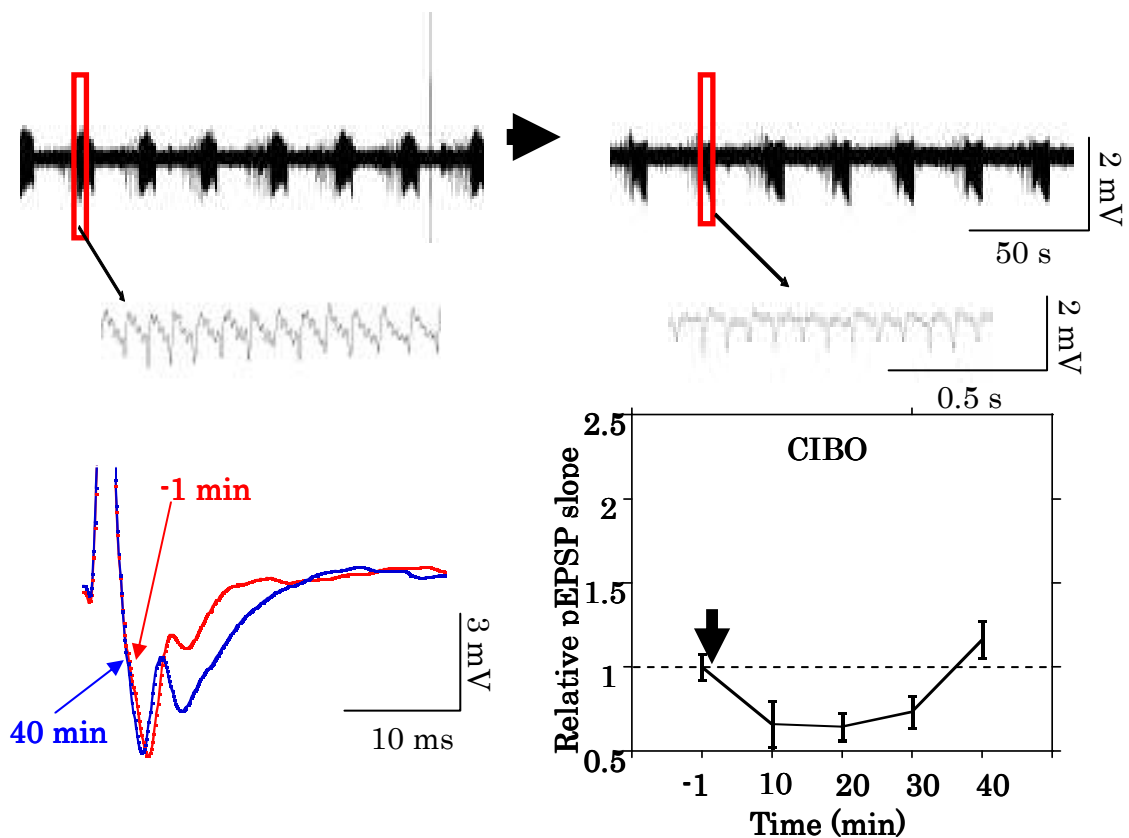 2 mV
50 s
2 mV
0.5 s
-1 min
40 min
3 mV
10 ms
CIBO
Relative pEPSP slope
2.5
2
1.5
1
0.5
-1 10 20 30 40
Time (min)